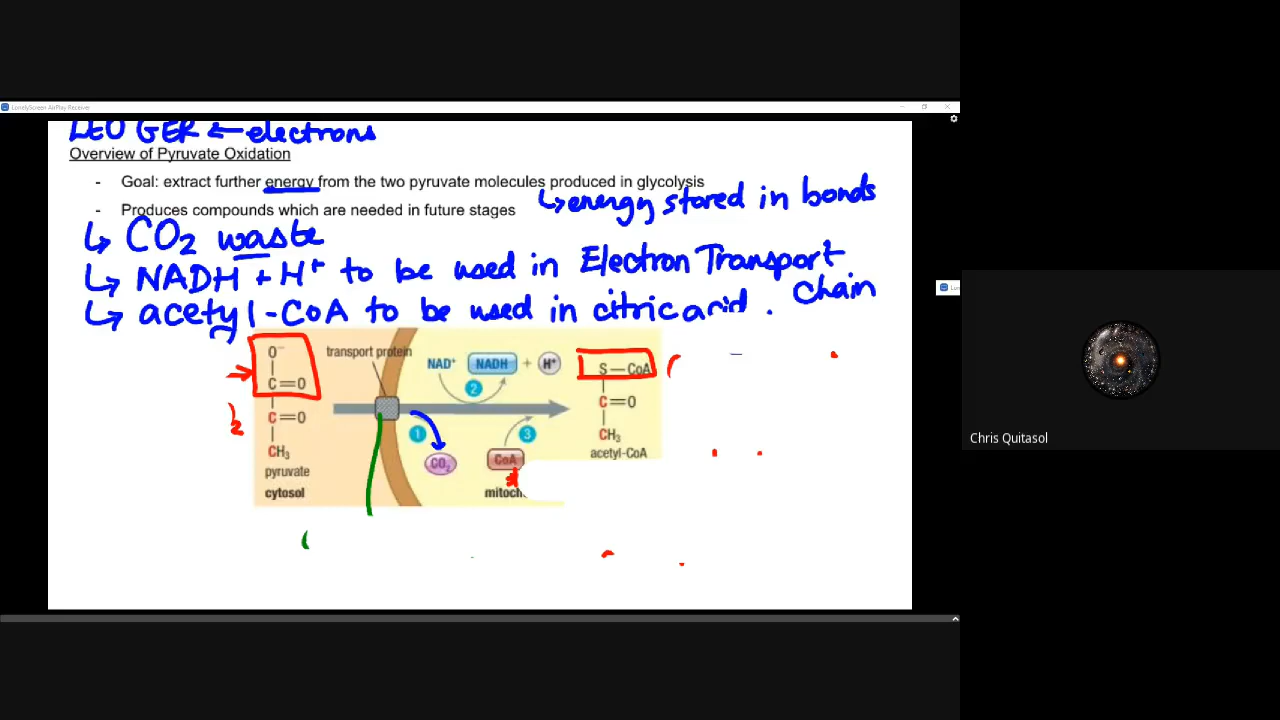 LonelyScreen AirPlay Receiver
LEO GER ← electrons
Overview of Pyruvate Oxidation
- Goal: extract further energy from the two pyruvate molecules produced in glycolysis
↳ energy stored in bonds
- Produces compounds which are needed in future stages
↳ CO2 waste
↳ NADH + H+ to be used in Electron Transport Chain
↳ acetyl-CoA to be used in citric acid.
O⁻
C=O
C=O
CH3
pyruvate
cytosol
transport protein
NAD+ NADH + H+
2
1
CO2
3
CoA
S—CoA
C=O
CH3
acetyl-CoA
Chris Quitasol